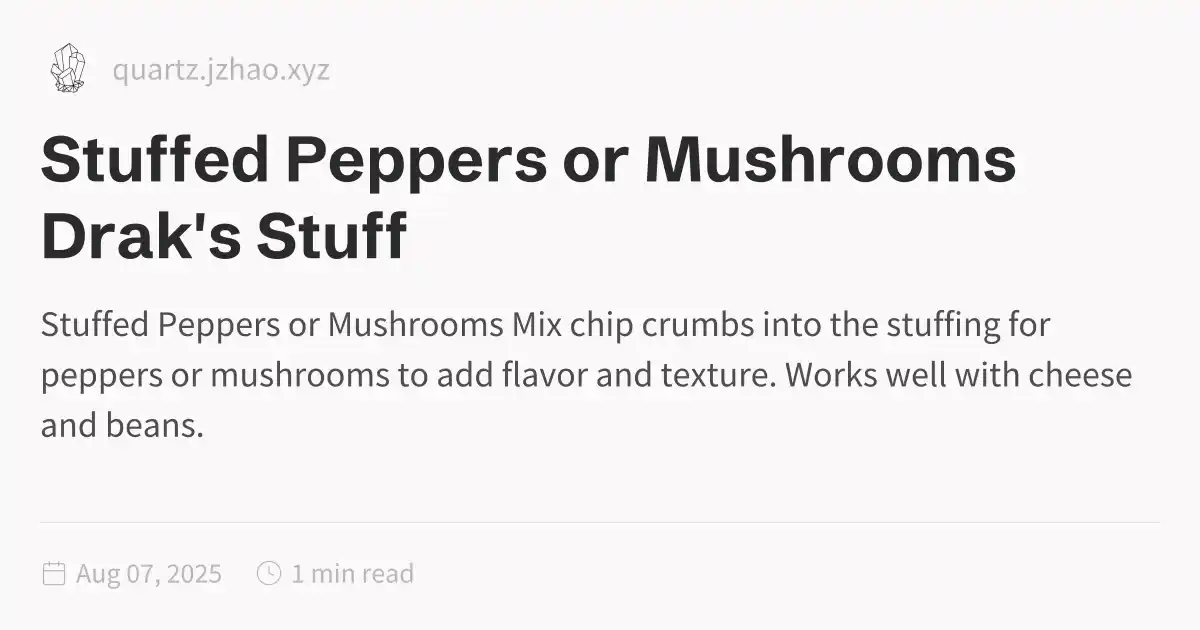 quartz.jzhao.xyz
Stuffed Peppers or Mushrooms
Drak's Stuff
Stuffed Peppers or Mushrooms Mix chip crumbs into the stuffing for
peppers or mushrooms to add flavor and texture. Works well with cheese
and beans.
Aug 07, 2025 1 min read